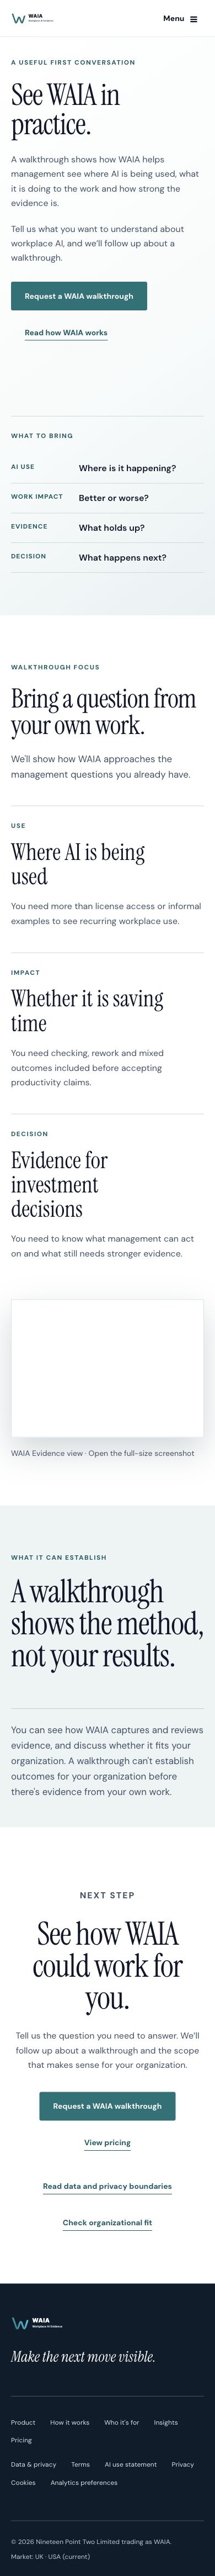 WAIA
Workplace AI Evidence
Menu
A USEFUL FIRST CONVERSATION
See WAIA in
practice.
A walkthrough shows how WAIA helps
management see where AI is being used, what
it is doing to the work and how strong the
evidence is.
Tell us what you want to understand about
workplace AI, and we'll follow up about a
walkthrough.
Request a WAIA walkthrough
Read how WAIA works
WHAT TO BRING
AI USE Where is it happening?
WORK IMPACT Better or worse?
EVIDENCE What holds up?
DECISION What happens next?
WALKTHROUGH FOCUS
Bring a question from
your own work.
We'll show how WAIA approaches the
management questions you already have.
USE
Where AI is being
used
You need more than license access or informal
examples to see recurring workplace use.
IMPACT
Whether it is saving
time
You need checking, rework and mixed
outcomes included before accepting
productivity claims.
DECISION
Evidence for
investment
decisions
You need to know what management can act
on and what still needs stronger evidence.
WAIA Evidence view · Open the full-size screenshot
WHAT IT CAN ESTABLISH
A walkthrough
shows the method,
not your results.
You can see how WAIA captures and reviews
evidence, and discuss whether it fits your
organization. A walkthrough can't establish
outcomes for your organization before
there's evidence from your own work.
NEXT STEP
See how WAIA
could work for
you.
Tell us the question you need to answer. We'll
follow up about a walkthrough and the scope
that makes sense for your organization.
Request a WAIA walkthrough
View pricing
Read data and privacy boundaries
Check organizational fit
WAIA
Workplace AI Evidence
Make the next move visible.
Product How it works Who it's for Insights
Pricing
Data & privacy Terms AI use statement Privacy
Cookies Analytics preferences
© 2026 Nineteen Point Two Limited trading as WAIA.
Market: UK · USA (current)